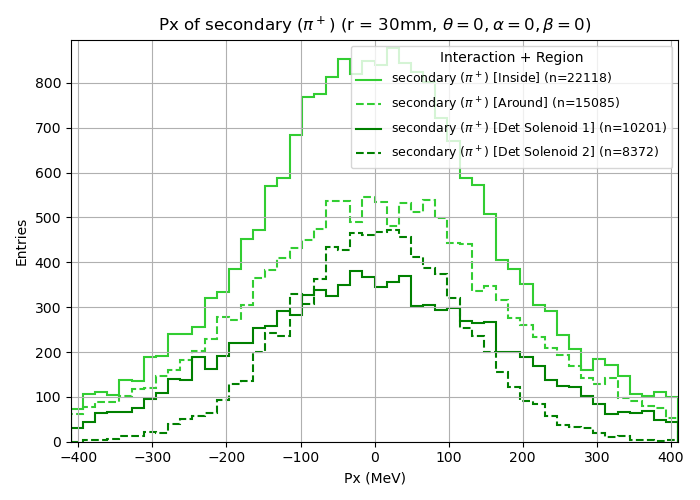 Px of secondary (π⁺) (r = 30mm, θ = 0, α = 0, β = 0)
Interaction + Region
secondary (π⁺) [Inside] (n=22118)
secondary (π⁺) [Around] (n=15085)
secondary (π⁺) [Det Solenoid 1] (n=10201)
secondary (π⁺) [Det Solenoid 2] (n=8372)
Entries
800
700
600
500
400
300
200
100
0
−400 −300 −200 −100 0 100 200 300 400
Px (MeV)